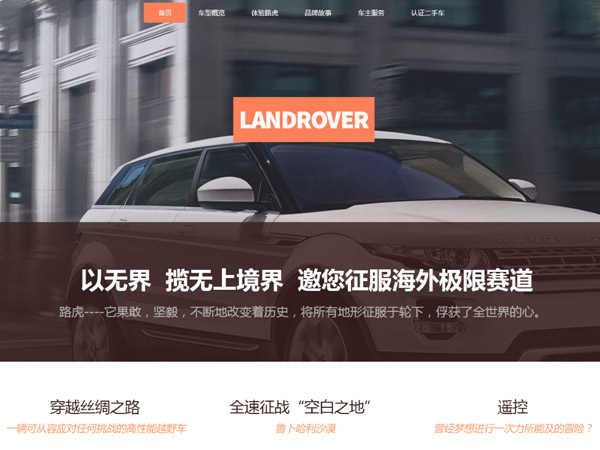 首页 车型概览 体验路虎 品牌故事 车主服务 认证二手车
LANDROVER
以无界 揽无上境界 邀您征服海外极限赛道
路虎----它果敢，坚毅，不断地改变着历史，将所有地形征服于轮下，俘获了全世界的心。
穿越丝绸之路 全速征战“空白之地” 遥控
一辆可从容应对任何挑战的高性能越野车 鲁卜哈利沙漠 曾经梦想进行一次力所能及的冒险？